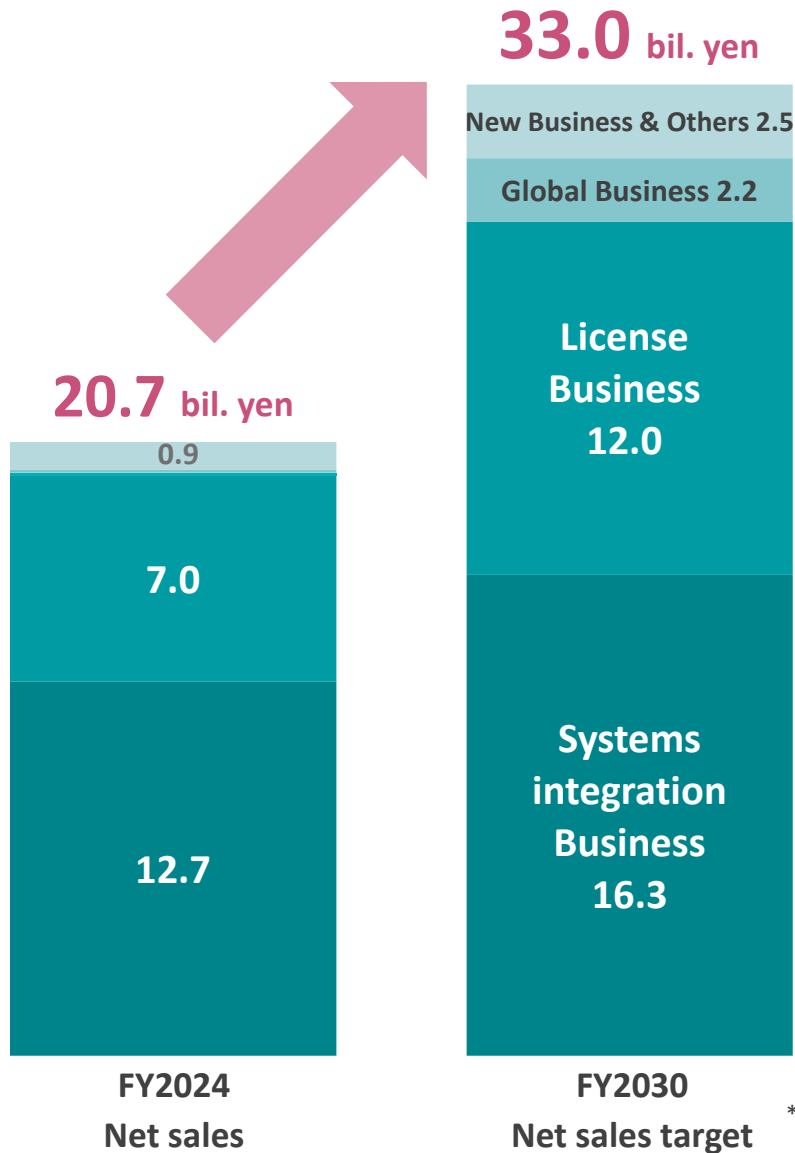 33.0 bil. yen
New Business & Others 2.5
Global Business 2.2
License
Business
12.0
20.7 bil. yen
0.9
7.0
Systems
integration
Business
16.3
12.7
FY2024
Net sales
FY2030
Net sales target *